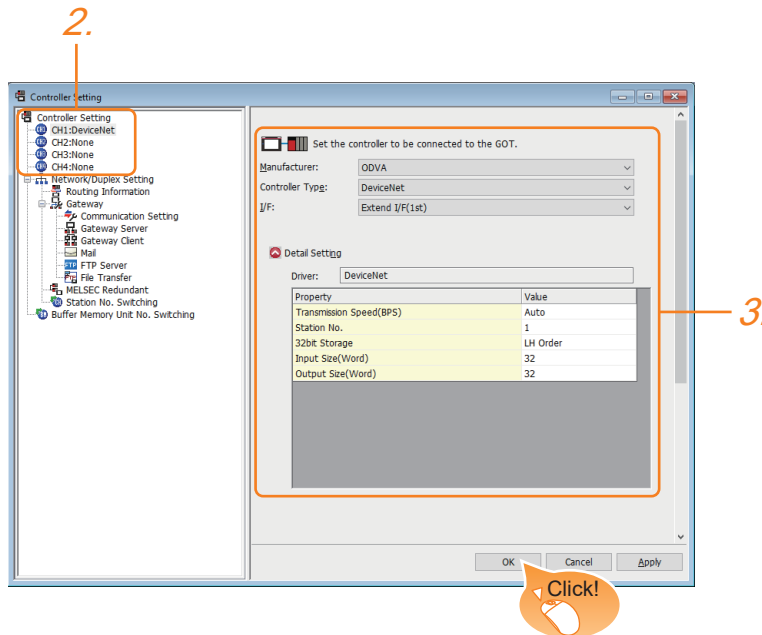 2.
Controller Setting
Controller Setting
CH1:DeviceNet
CH2:None
CH3:None
CH4:None
Network/Duplex Setting
Routing Information
Gateway
Communication Setting
Gateway Server
Gateway Client
Mail
FTP Server
File Transfer
MELSEC Redundant
Station No. Switching
Buffer Memory Unit No. Switching
Set the controller to be connected to the GOT.
Manufacturer: ODVA
Controller Type: DeviceNet
I/F: Extend I/F(1st)
Detail Setting
Driver: DeviceNet
Property Value
Transmission Speed(BPS) Auto
Station No. 1
32bit Storage LH Order
Input Size(Word) 32
Output Size(Word) 32
3.
OK Cancel Apply
Click!